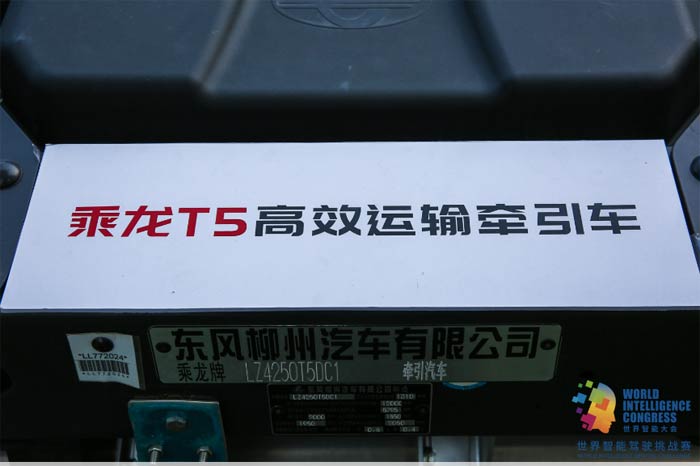 乘龙T5高效运输牵引车
东风柳州汽车有限公司
乘龙牌 LZ4250T5DC1 牵引汽车
*LL772024*
LZ4250T5DC1
WORLD
INTELLIGENCE
CONGRESS
世界智能大会
世界智能驾驶挑战赛